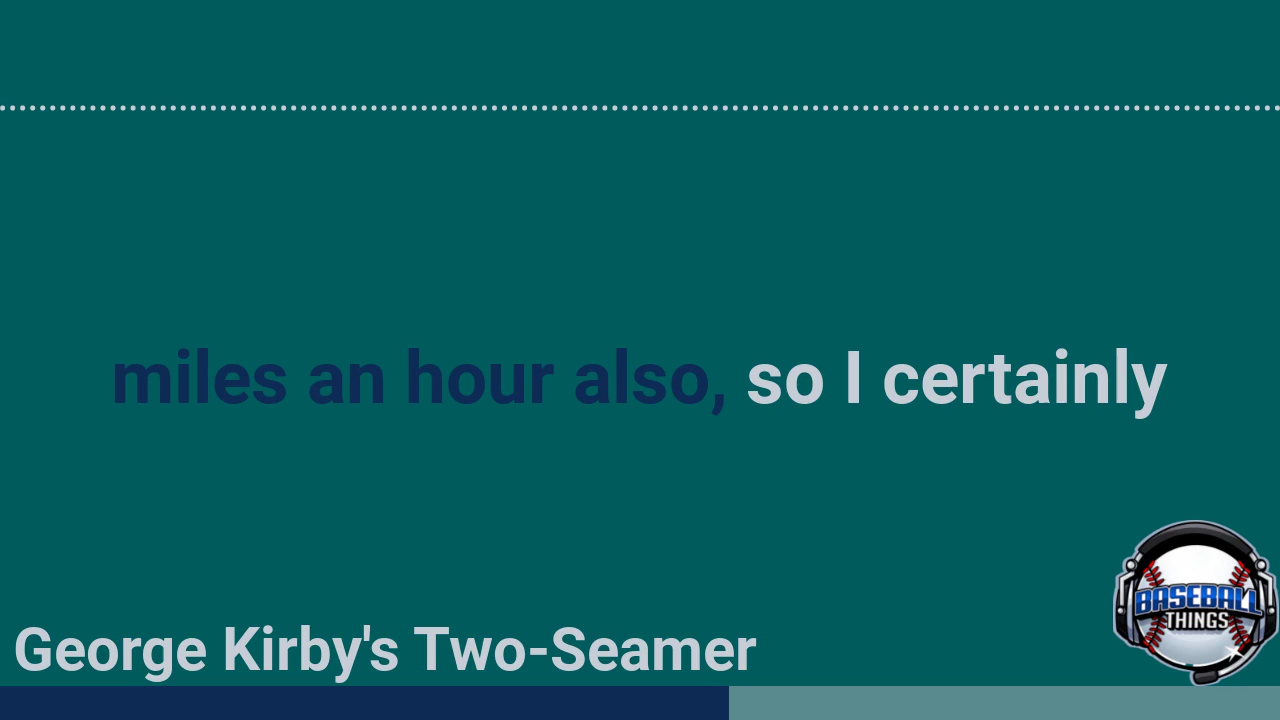 miles an hour also, so I certainly
BASEBALL
THINGS
George Kirby's Two-Seamer